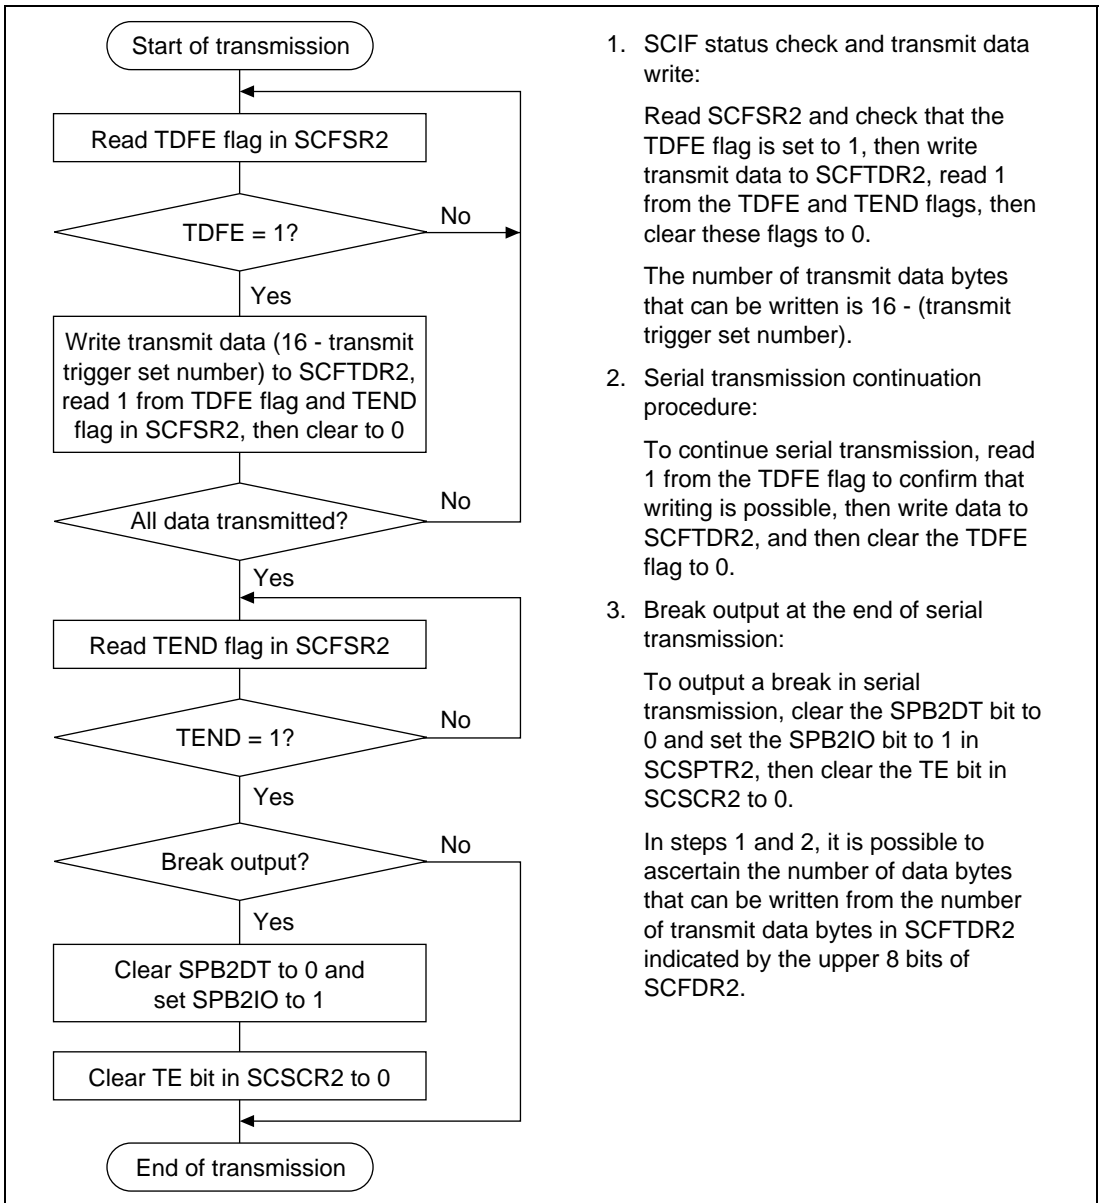 Start of transmission
Read TDFE flag in SCFSR2
TDFE = 1?
No
Yes
Write transmit data (16 - transmit
trigger set number) to SCFTDR2,
read 1 from TDFE flag and TEND
flag in SCFSR2, then clear to 0
All data transmitted?
No
Yes
Read TEND flag in SCFSR2
TEND = 1?
No
Yes
Break output?
No
Yes
Clear SPB2DT to 0 and
set SPB2IO to 1
Clear TE bit in SCSCR2 to 0
End of transmission
1. SCIF status check and transmit data
write:
Read SCFSR2 and check that the
TDFE flag is set to 1, then write
transmit data to SCFTDR2, read 1
from the TDFE and TEND flags, then
clear these flags to 0.
The number of transmit data bytes
that can be written is 16 - (transmit
trigger set number).
2. Serial transmission continuation
procedure:
To continue serial transmission, read
1 from the TDFE flag to confirm that
writing is possible, then write data to
SCFTDR2, and then clear the TDFE
flag to 0.
3. Break output at the end of serial
transmission:
To output a break in serial
transmission, clear the SPB2DT bit to
0 and set the SPB2IO bit to 1 in
SCSPTR2, then clear the TE bit in
SCSCR2 to 0.
In steps 1 and 2, it is possible to
ascertain the number of data bytes
that can be written from the number
of transmit data bytes in SCFTDR2
indicated by the upper 8 bits of
SCFDR2.